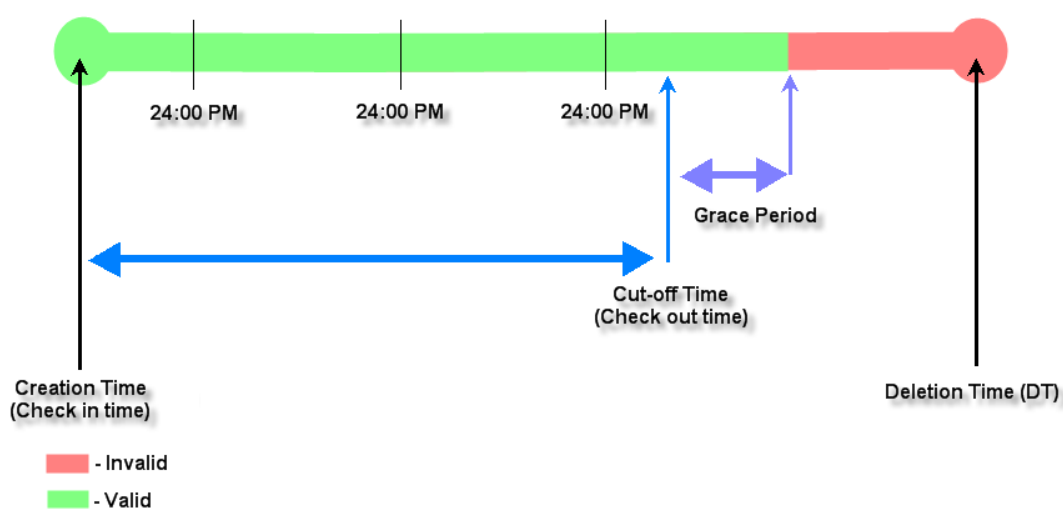 24:00 PM
24:00 PM
24:00 PM
Grace Period
Cut-off Time
(Check out time)
Creation Time
(Check in time)
Deletion Time (DT)
- Invalid
- Valid